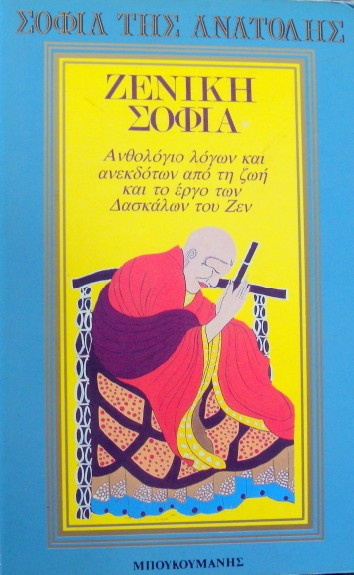 ΣΟΦΙΑ ΤΗΣ ΑΝΑΤΟΛΗΣ
ΖΕΝΙΚΗ
ΣΟΦΙΑ
Ανθολόγιο λόγων και
ανεκδότων από τη ζωή
και το έργο των
Δασκάλων του Ζεν
ΜΠΟΥΚΟΥΜΑΝΗΣ